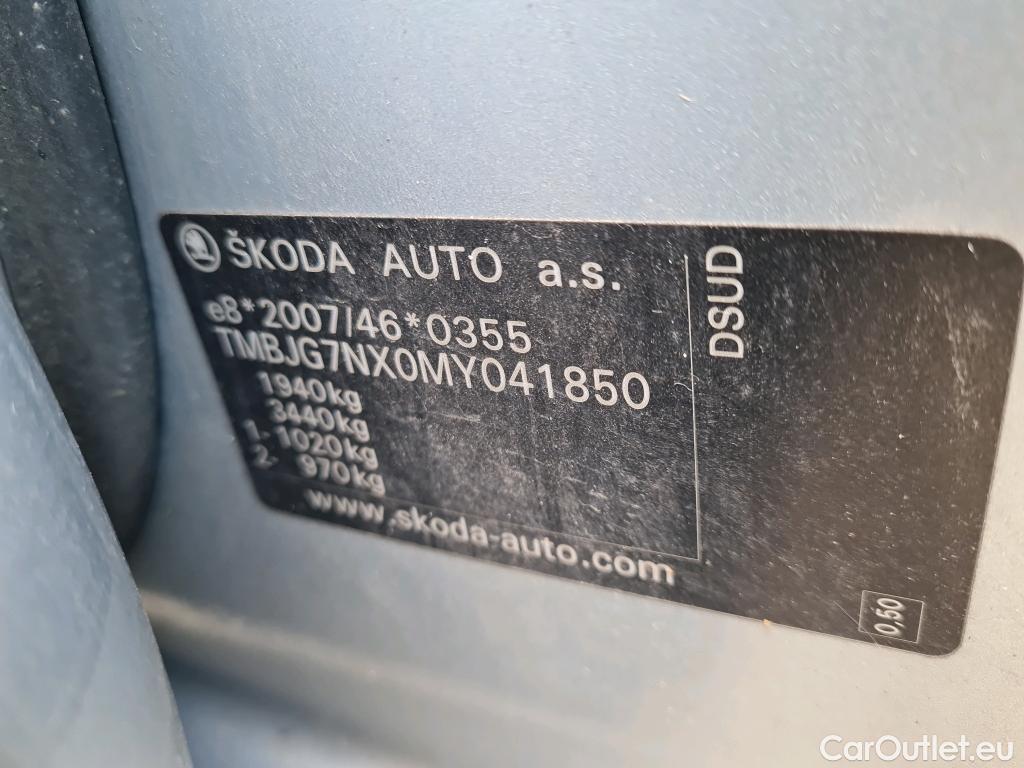 ŠKODA AUTO a.s.
e8*2007/46*0355
TMBJG7NX0MY041850
1940kg
3440kg
1- 1020kg
2- 970kg
www.skoda-auto.com
DSUD
0,50
CarOutlet.eu